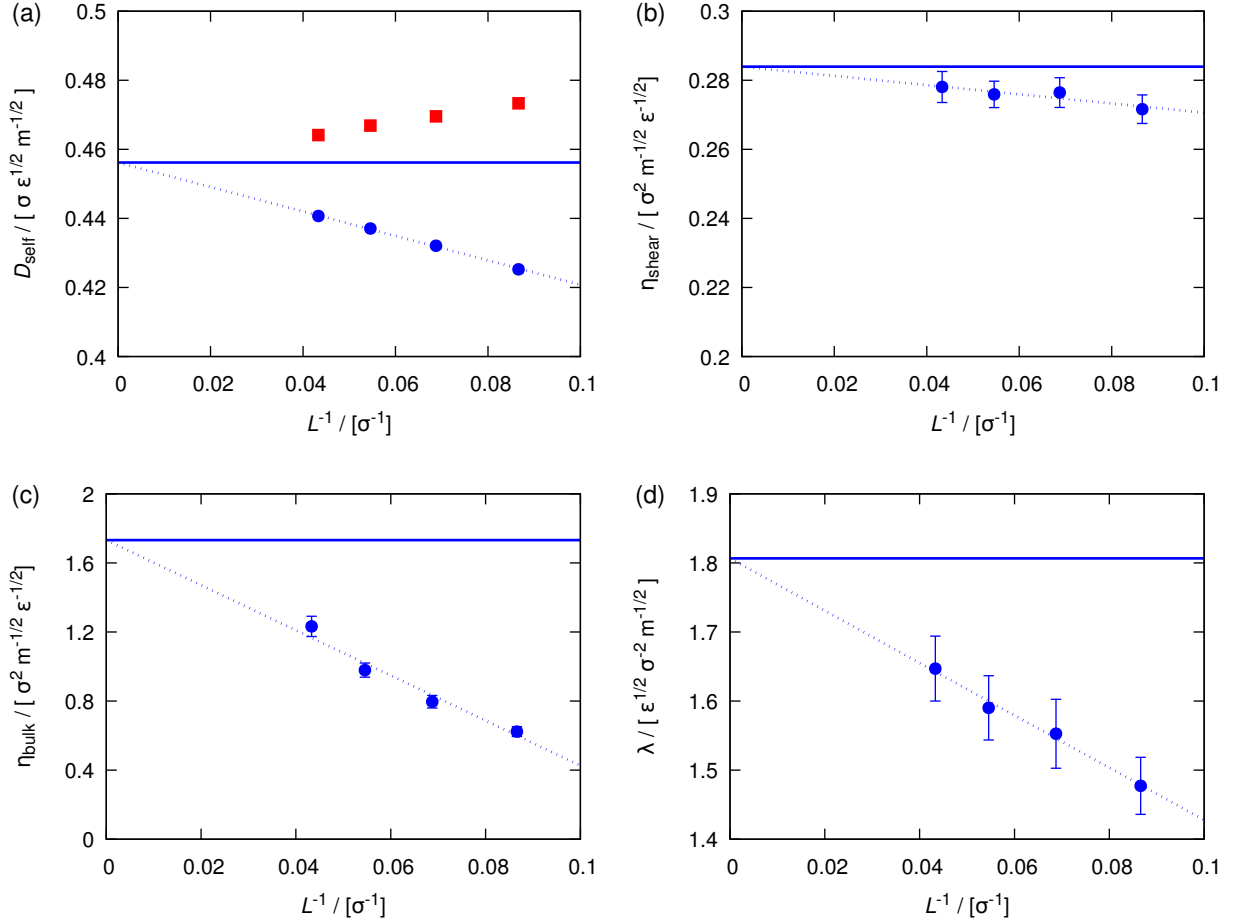 (a)
0.5
0.48
0.46
0.44
0.42
0.4
0 0.02 0.04 0.06 0.08 0.1
D_self / [ σ ε^1/2 m^-1/2 ]
L^-1 / [σ^-1]
(b)
0.3
0.28
0.26
0.24
0.22
0.2
0 0.02 0.04 0.06 0.08 0.1
η_shear / [ σ^2 m^-1/2 ε^-1/2 ]
L^-1 / [σ^-1]
(c)
2
1.6
1.2
0.8
0.4
0
0 0.02 0.04 0.06 0.08 0.1
η_bulk / [ σ^2 m^-1/2 ε^-1/2 ]
L^-1 / [σ^-1]
(d)
1.9
1.8
1.7
1.6
1.5
1.4
0 0.02 0.04 0.06 0.08 0.1
λ / [ ε^1/2 σ^-2 m^-1/2 ]
L^-1 / [σ^-1]